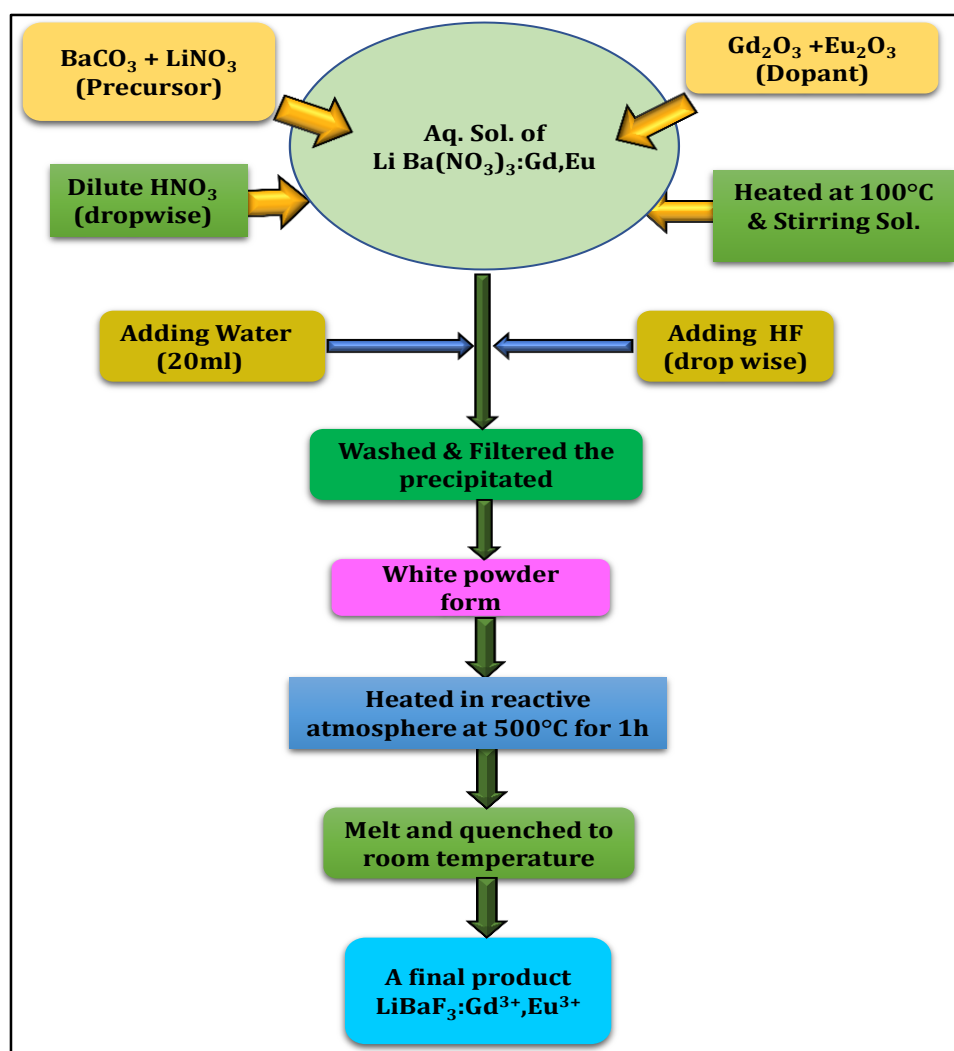 BaCO₃ + LiNO₃
(Precursor)
Gd₂O₃ +Eu₂O₃
(Dopant)
Aq. Sol. of
Li Ba(NO₃)₃:Gd,Eu
Dilute HNO₃
(dropwise)
Heated at 100°C
& Stirring Sol.
Adding Water
(20ml)
Adding HF
(drop wise)
Washed & Filtered the
precipitated
White powder
form
Heated in reactive
atmosphere at 500°C for 1h
Melt and quenched to
room temperature
A final product
LiBaF₃:Gd³⁺,Eu³⁺